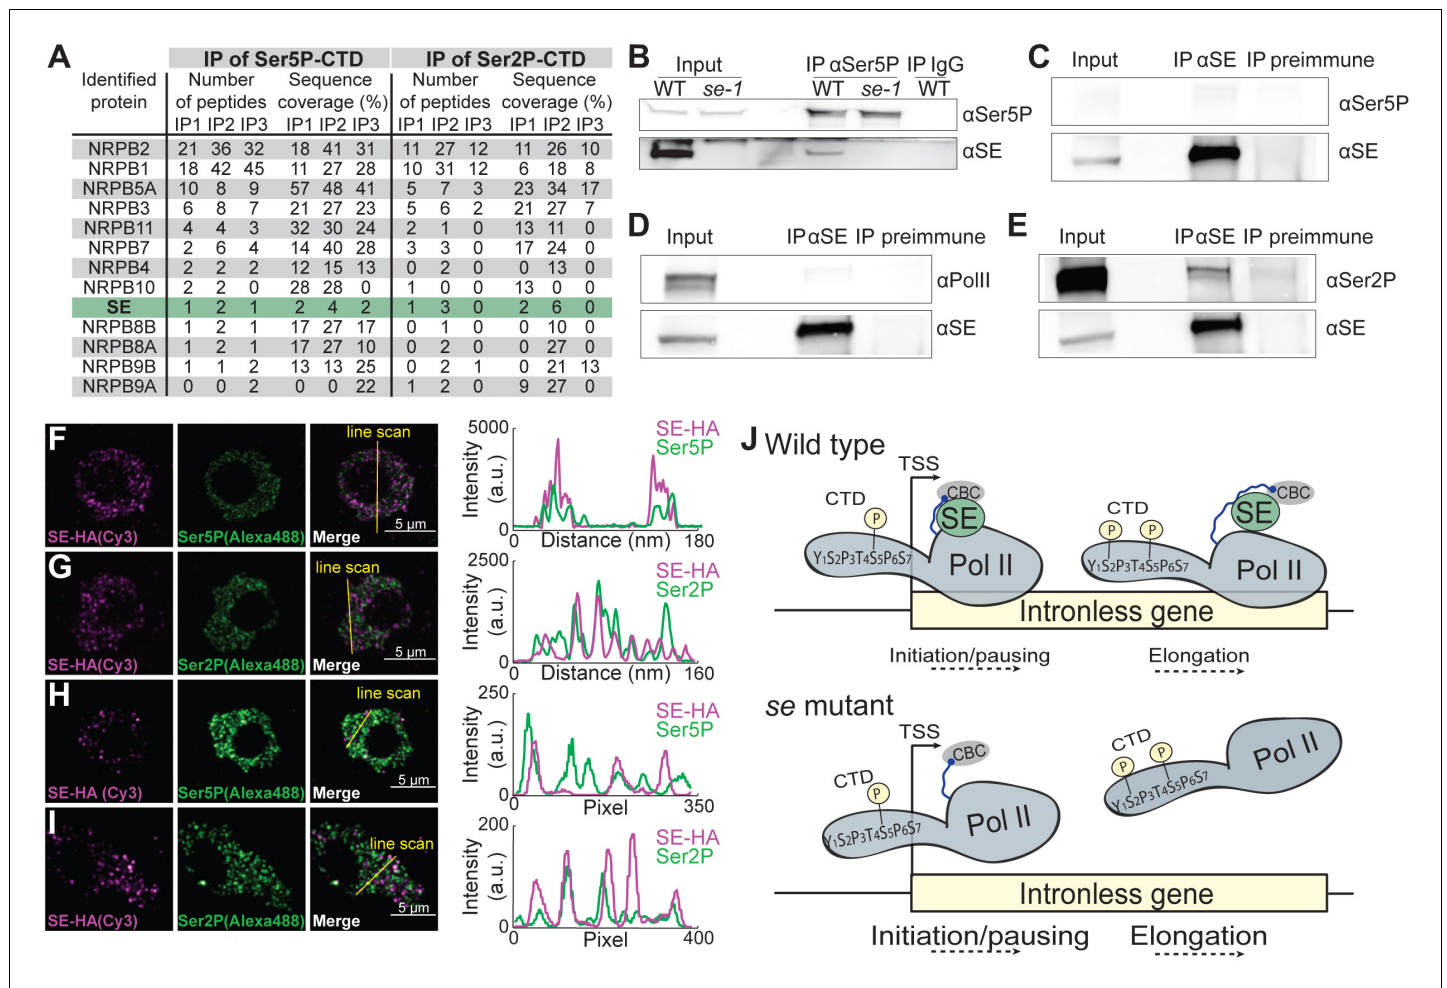 A
IP of Ser5P-CTD IP of Ser2P-CTD
Identified protein Number of peptides Sequence coverage (%) Number of peptides Sequence coverage (%)
IP1 IP2 IP3 IP1 IP2 IP3 IP1 IP2 IP3 IP1 IP2 IP3
NRPB2 21 36 32 18 41 31 11 27 12 11 26 10
NRPB1 18 42 45 11 27 28 10 31 12 6 18 8
NRPB5A 10 8 9 57 48 41 5 7 3 23 34 17
NRPB3 6 8 7 21 27 23 5 6 2 21 27 7
NRPB11 4 4 3 32 30 24 2 1 0 13 11 0
NRPB7 2 6 4 14 40 28 3 3 0 17 24 0
NRPB4 2 2 2 12 15 13 0 2 0 0 13 0
NRPB10 2 2 0 28 28 0 1 0 0 13 0 0
SE 1 2 1 2 4 2 1 3 0 2 6 0
NRPB8B 1 2 1 17 27 17 0 1 0 0 10 0
NRPB8A 1 2 1 17 27 10 0 2 0 0 27 0
NRPB9B 1 1 2 13 13 25 0 2 1 0 21 13
NRPB9A 0 0 2 0 0 22 1 2 0 9 27 0
B
Input IP αSer5P IP IgG
WT se-1 WT se-1 WT
αSer5P
αSE
C
Input IP αSE IP preimmune
αSer5P
αSE
D
Input IP αSE IP preimmune
αPolII
αSE
E
Input IP αSE IP preimmune
αSer2P
αSE
F
SE-HA(Cy3) Ser5P(Alexa488) Merge
line scan
5 µm
5000
Intensity (a.u.)
0
SE-HA
Ser5P
0 Distance (nm) 180
G
SE-HA(Cy3) Ser2P(Alexa488) Merge
line scan
5 µm
2500
Intensity (a.u.)
0
SE-HA
Ser2P
0 Distance (nm) 160
H
SE-HA (Cy3) Ser5P(Alexa488) Merge
line scan
5 µm
250
Intensity (a.u.)
0
SE-HA
Ser5P
0 Pixel 350
I
SE-HA(Cy3) Ser2P(Alexa488) Merge
line scan
5 µm
200
Intensity (a.u.)
0
SE-HA
Ser2P
0 Pixel 400
J Wild type
TSS
CTD
P
CBC
SE
Y1S2P3T4S5P6S7
Pol II
CTD
P P
CBC
SE
Y1S2P3T4S5P6S7
Pol II
Intronless gene
Initiation/pausing Elongation
se mutant
TSS
CTD
P
CBC
Y1S2P3T4S5P6S7
Pol II
CTD
P P
Y1S2P3T4S5P6S7
Pol II
Intronless gene
Initiation/pausing Elongation